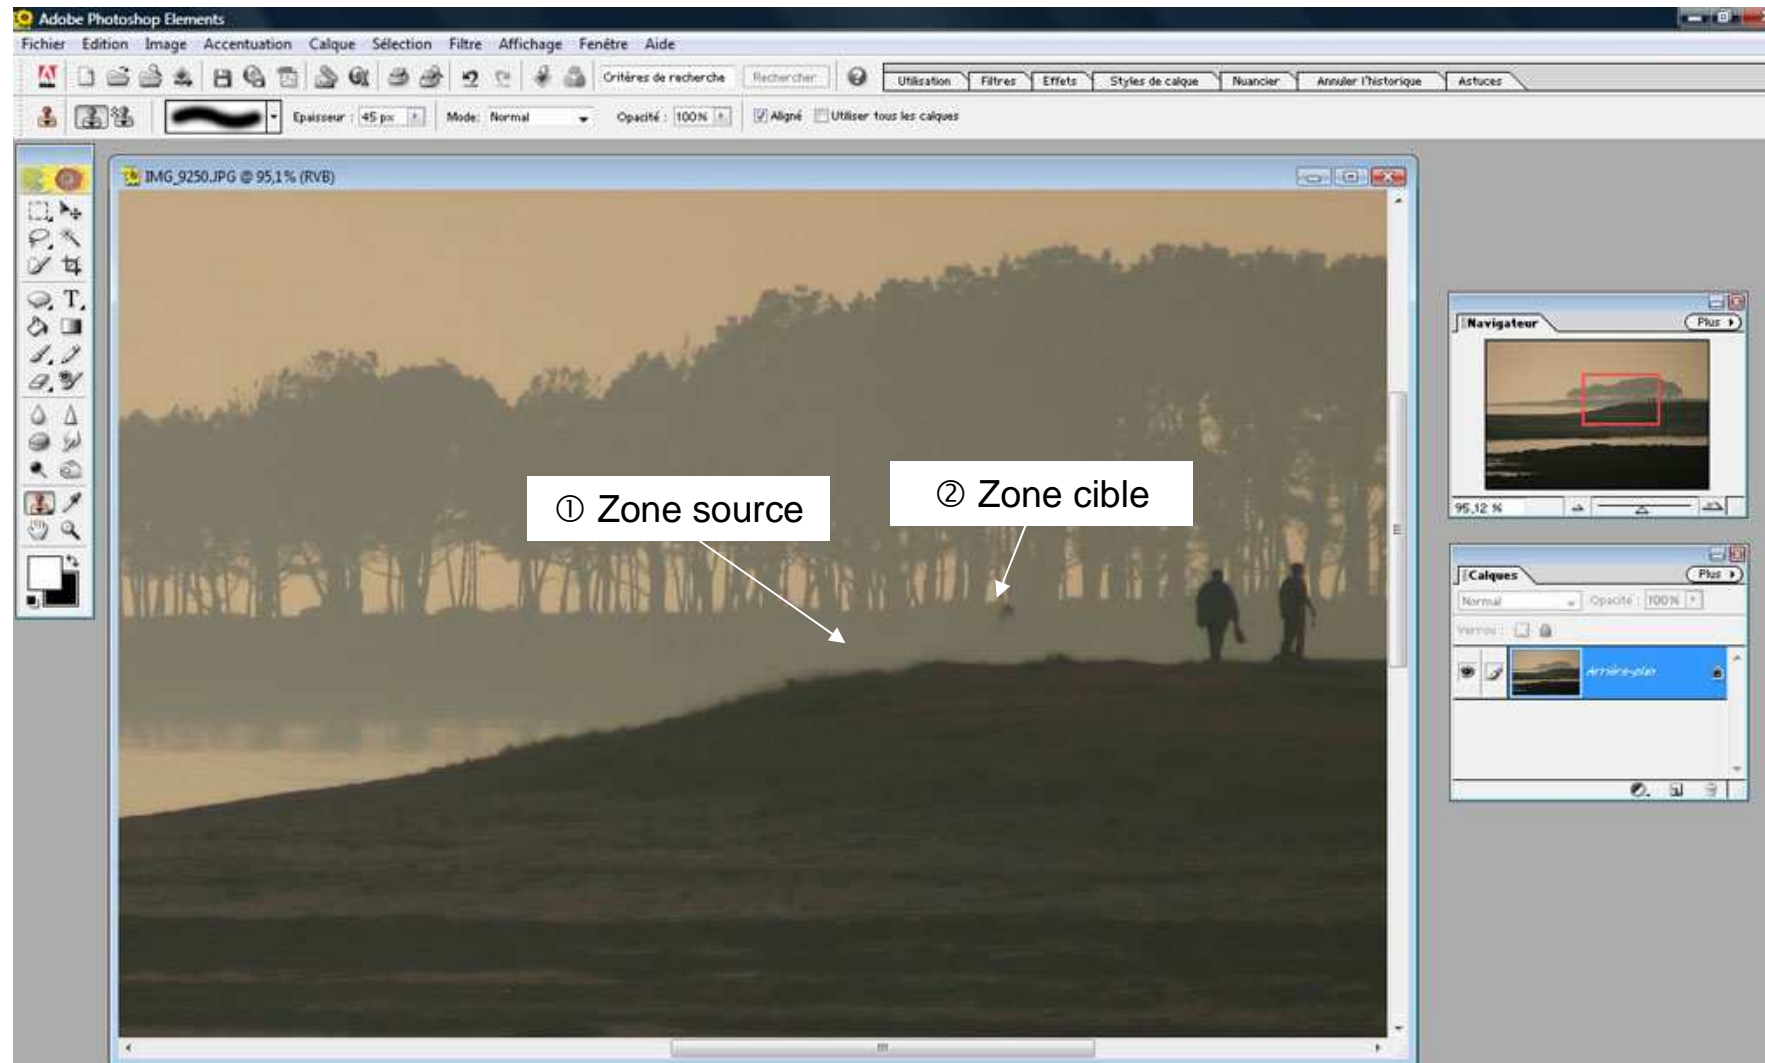 Adobe Photoshop Elements
Fichier Edition Image Accentuation Calque Sélection Filtre Affichage Fenêtre Aide
Critères de recherche Rechercher Utilisation Filtres Effets Styles de calque Nuancier Annuler l'historique Astuces
Epaisseur : 45 px Mode: Normal Opacité : 100% Aligné Utiliser tous les calques
IMG_9250.JPG @ 95,1% (RVB)
Navigateur Plus
① Zone source
② Zone cible
95,12 %
Calques Plus
Normal Opacité : 100%
Verrou :
Arrière-plan